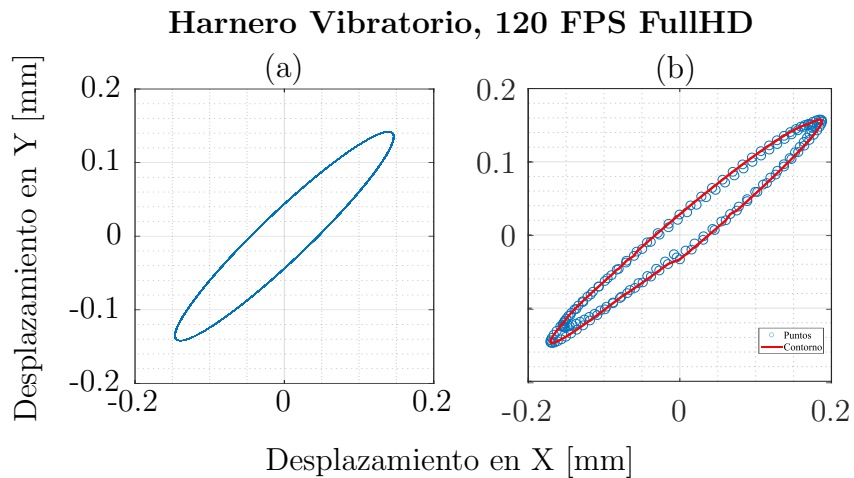 Harnero Vibratorio, 120 FPS FullHD
(a)
(b)
Desplazamiento en Y [mm]
0.2
0.1
0
-0.1
-0.2
-0.2
0
0.2
0.2
0.1
0
-0.2
0
0.2
Puntos
Contorno
Desplazamiento en X [mm]